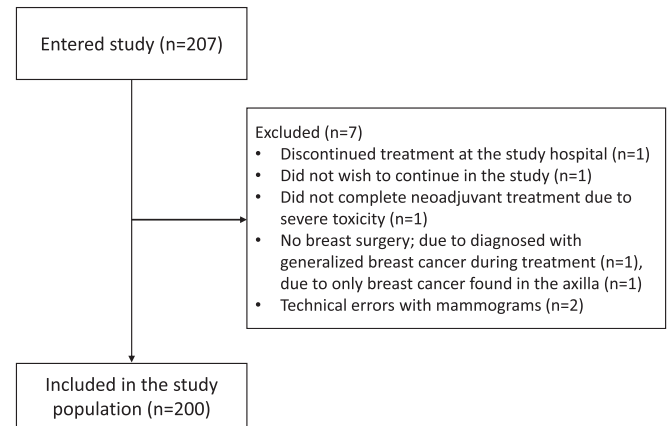 Entered study (n=207)
Excluded (n=7)
• Discontinued treatment at the study hospital (n=1)
• Did not wish to continue in the study (n=1)
• Did not complete neoadjuvant treatment due to
severe toxicity (n=1)
• No breast surgery; due to diagnosed with
generalized breast cancer during treatment (n=1),
due to only breast cancer found in the axilla (n=1)
• Technical errors with mammograms (n=2)
Included in the study
population (n=200)